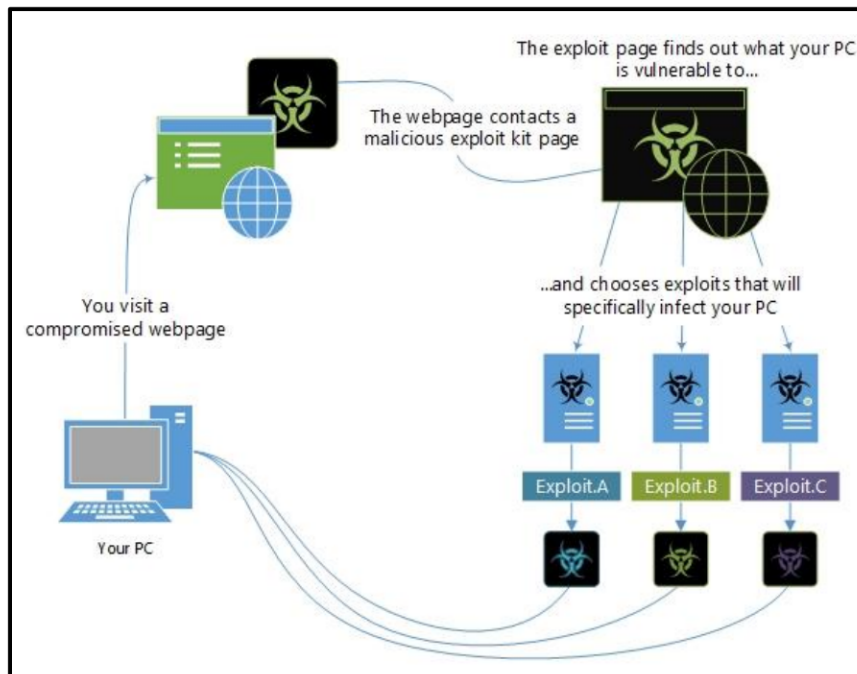 The exploit page finds out what your PC
is vulnerable to...
The webpage contacts a
malicious exploit kit page
...and chooses exploits that will
specifically infect your PC
You visit a
compromised webpage
Exploit.A
Exploit.B
Exploit.C
Your PC